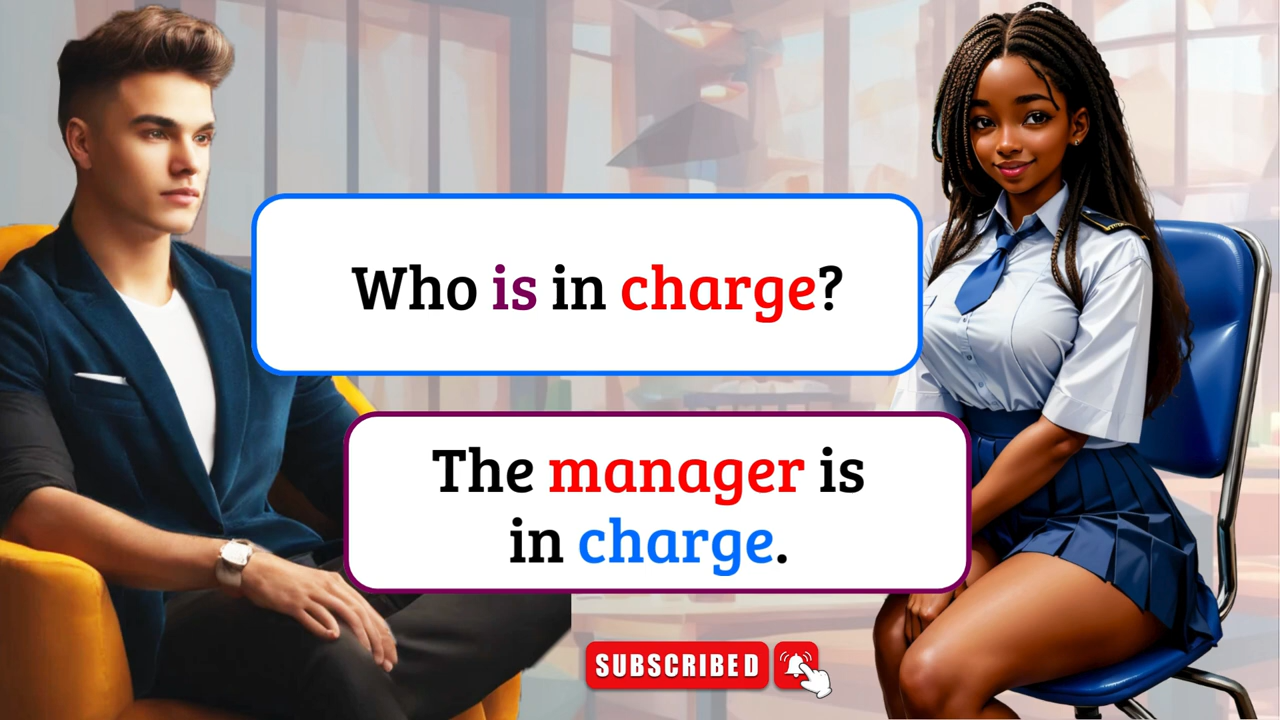 Who is in charge?
The manager is
in charge.
SUBSCRIBED